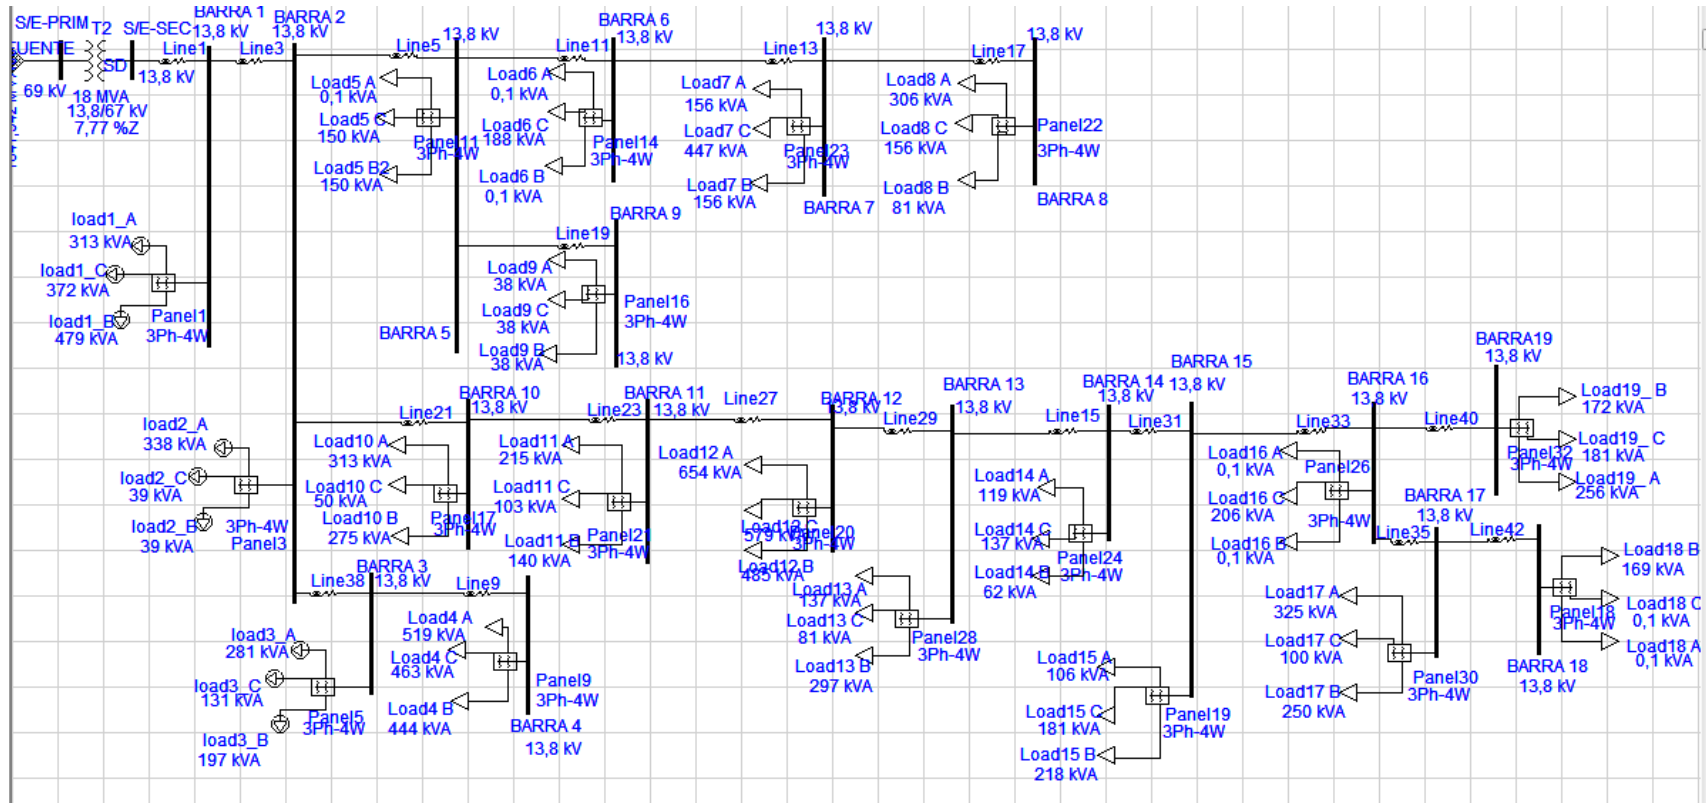 S/E-PRIM
T2
S/E-SEC
BARRA 1
13,8 kV
BARRA 2
13,8 kV
UENTE
SD
Line1
Line3
13,8 kV
69 kV
18 MVA
13,8/67 kV
7,77 %Z
load1_A
313 kVA
load1_C
372 kVA
load1_B
479 kVA
Panel1
3Ph-4W
load2_A
338 kVA
load2_C
39 kVA
load2_B
39 kVA
3Ph-4W
Panel3
Line5
13,8 kV
Load5 A
0,1 kVA
Load5 C
150 kVA
Load5 B2
150 kVA
Panel11
3Ph-4W
BARRA 5
BARRA 6
13,8 kV
Line11
Load6 A
0,1 kVA
Load6 C
188 kVA
Load6 B
0,1 kVA
Panel14
3Ph-4W
13,8 kV
Line13
Load7 A
156 kVA
Load7 C
447 kVA
Load7 B
156 kVA
Panel23
3Ph-4W
BARRA 7
13,8 kV
Line17
Load8 A
306 kVA
Load8 C
156 kVA
Load8 B
81 kVA
Panel22
3Ph-4W
BARRA 8
BARRA 9
Line19
Load9 A
38 kVA
Load9 C
38 kVA
Load9 B
38 kVA
Panel16
3Ph-4W
13,8 kV
BARRA 10
13,8 kV
Line21
Load10 A
313 kVA
Load10 C
50 kVA
Load10 B
275 kVA
Panel17
3Ph-4W
BARRA 11
13,8 kV
Line23
Load11 A
215 kVA
Load11 C
103 kVA
Load11 B
140 kVA
Panel21
3Ph-4W
Line27
BARRA 12
13,8 kV
Load12 A
654 kVA
Load12 C
579 kVA
Load12 B
485 kVA
Panel20
3Ph-4W
Line29
BARRA 13
13,8 kV
Load13 A
137 kVA
Load13 C
81 kVA
Load13 B
297 kVA
Panel28
3Ph-4W
Line15
BARRA 14
13,8 kV
Load14 A
119 kVA
Load14 C
137 kVA
Load14 B
62 kVA
Panel24
3Ph-4W
Line31
BARRA 15
13,8 kV
Load15 A
106 kVA
Load15 C
181 kVA
Load15 B
218 kVA
Panel19
3Ph-4W
Line33
BARRA 16
13,8 kV
Load16 A
0,1 kVA
Load16 C
206 kVA
Load16 B
0,1 kVA
Panel26
3Ph-4W
Line40
BARRA19
13,8 kV
Load19_ B
172 kVA
Load19_ C
181 kVA
Load19_ A
256 kVA
Panel32
3Ph-4W
Line35
BARRA 17
13,8 kV
Load17 A
325 kVA
Load17 C
100 kVA
Load17 B
250 kVA
Panel30
3Ph-4W
Line42
Load18 B
169 kVA
Load18 C
0,1 kVA
Load18 A
0,1 kVA
Panel18
3Ph-4W
BARRA 18
13,8 kV
Line38
BARRA 3
13,8 kV
load3_A
281 kVA
load3_C
131 kVA
load3_B
197 kVA
Panel5
3Ph-4W
Line9
Load4 A
519 kVA
Load4 C
463 kVA
Load4 B
444 kVA
Panel9
3Ph-4W
BARRA 4
13,8 kV